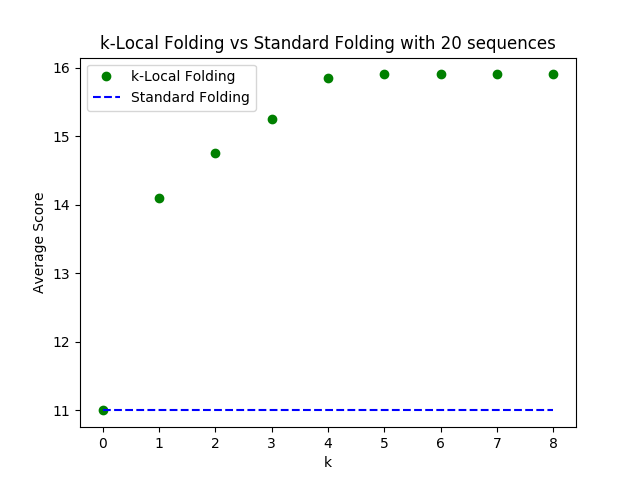 k-Local Folding vs Standard Folding with 20 sequences
k-Local Folding
Standard Folding
16
15
14
13
12
11
Average Score
0 1 2 3 4 5 6 7 8
k